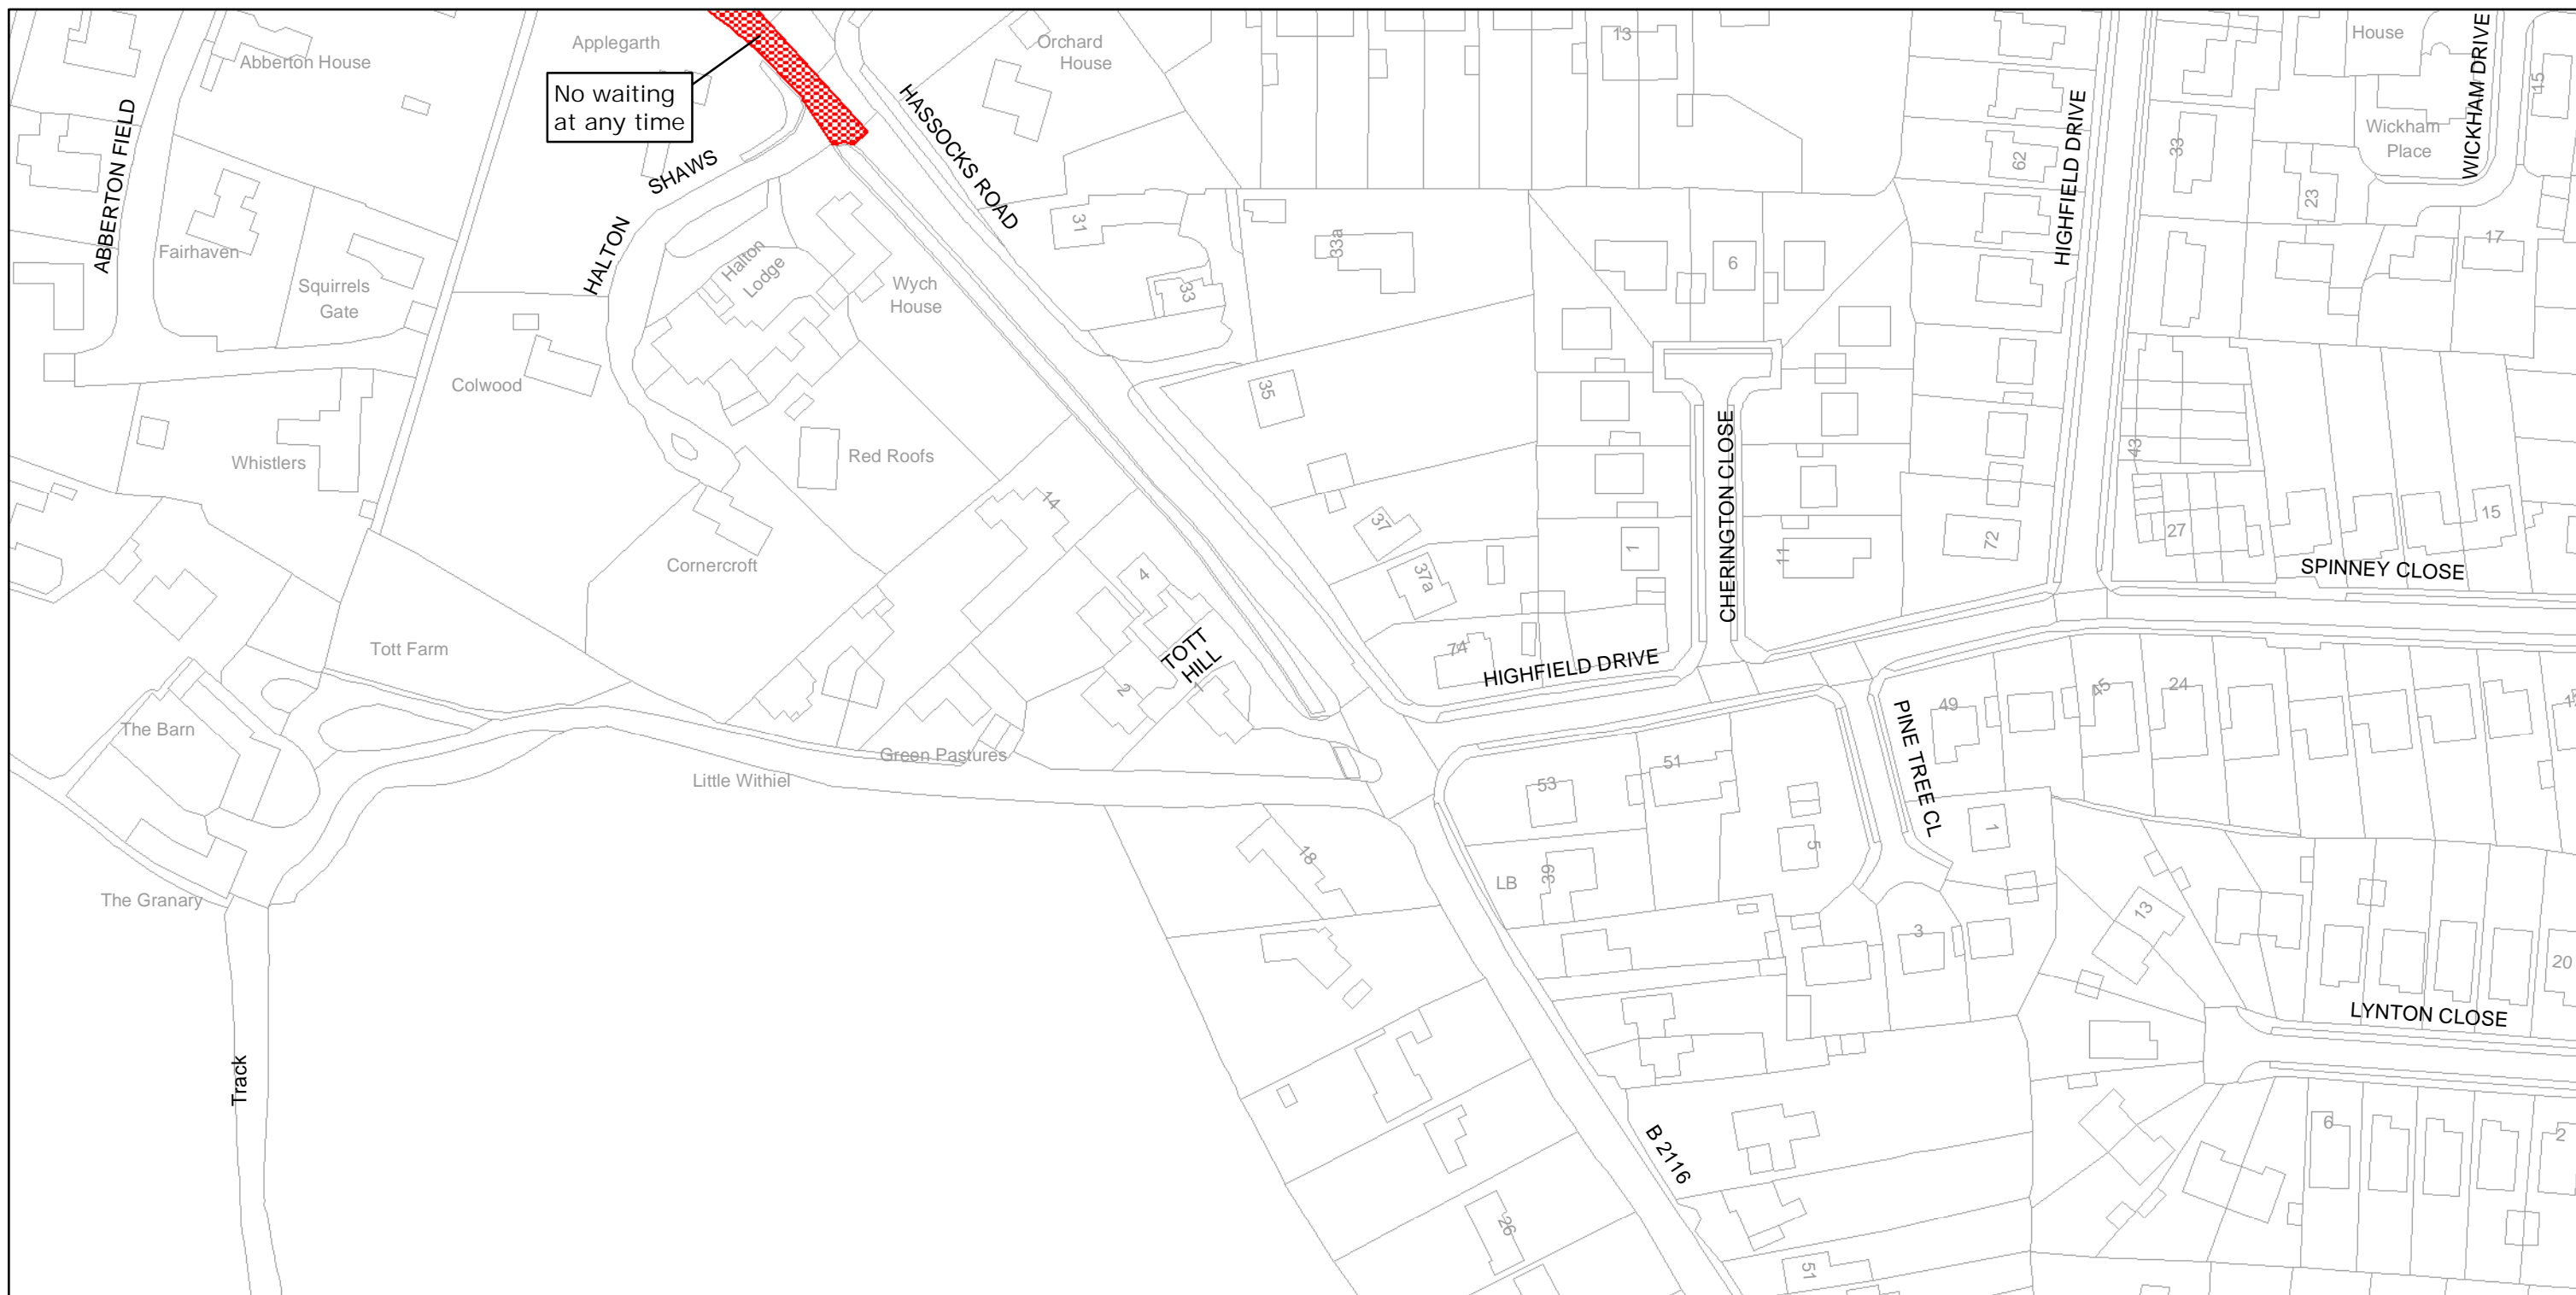 No waiting
at any time
Applegarth
Abberton House
ABBERTON FIELD
Orchard
House
13
HASSOCKS ROAD
House
WICKHAM DRIVE
15
Wickham
Place
HIGHFIELD DRIVE
62
33
23
17
SHAWS
HALTON
Fairhaven
Squirrels
Gate
Halton
Lodge
Wych
House
31
33
33a
6
Colwood
35
Whistlers
Red Roofs
14
CHERINGTON CLOSE
43
Cornercroft
37
37a
1
11
72
27
15
SPINNEY CLOSE
4
TOTT
HILL
2
1
Tott Farm
74
HIGHFIELD DRIVE
The Barn
Green Pastures
Little Withiel
PINE TREE CL
49
45
24
53
51
1
5
18
LB
39
The Granary
3
13
20
LYNTON CLOSE
Track
B 2116
6
2
26
51